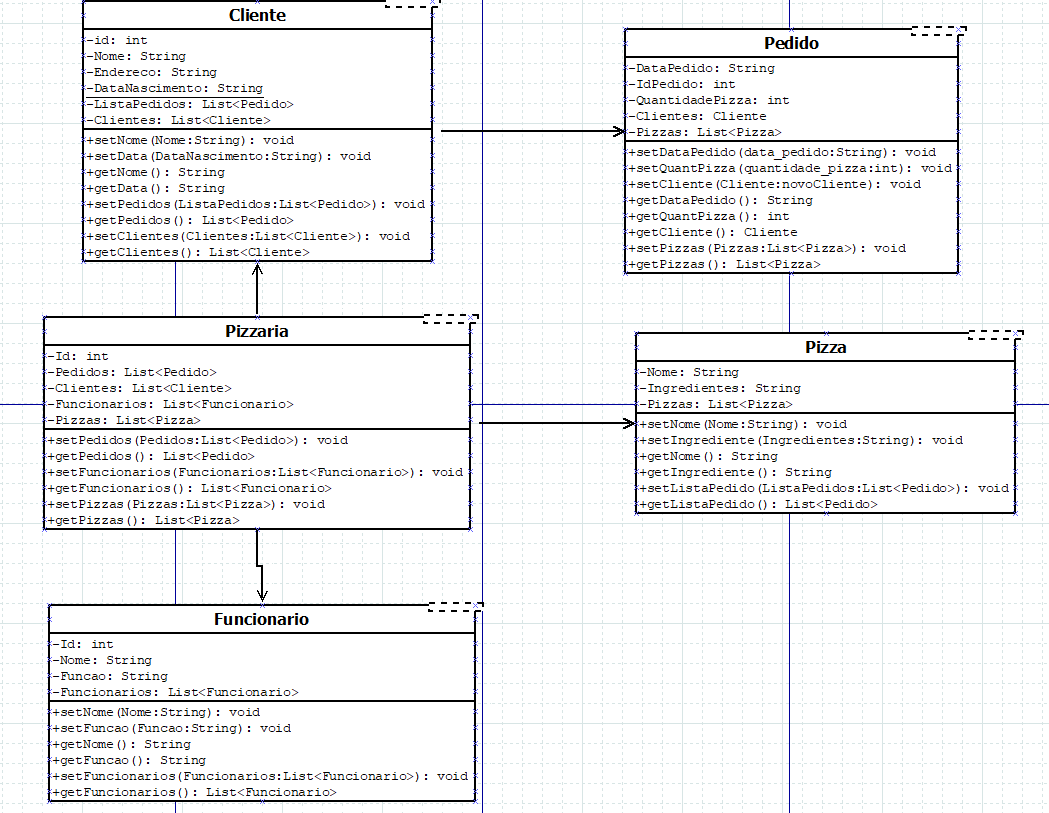 Cliente
-id: int
-Nome: String
-Endereco: String
-DataNascimento: String
-ListaPedidos: List<Pedido>
-Clientes: List<Cliente>
+setNome(Nome:String): void
+setData(DataNascimento:String): void
+getNome(): String
+getData(): String
+setPedidos(ListaPedidos:List<Pedido>): void
+getPedidos(): List<Pedido>
+setClientes(Clientes:List<Cliente>): void
+getClientes(): List<Cliente>
Pedido
-DataPedido: String
-IdPedido: int
-QuantidadePizza: int
-Clientes: Cliente
-Pizzas: List<Pizza>
+setDataPedido(data_pedido:String): void
+setQuantPizza(quantidade_pizza:int): void
+setCliente(Cliente:novoCliente): void
+getDataPedido(): String
+getQuantPizza(): int
+getCliente(): Cliente
+setPizzas(Pizzas:List<Pizza>): void
+getPizzas(): List<Pizza>
Pizzaria
-Id: int
-Pedidos: List<Pedido>
-Clientes: List<Cliente>
-Funcionarios: List<Funcionario>
-Pizzas: List<Pizza>
+setPedidos(Pedidos:List<Pedido>): void
+getPedidos(): List<Pedido>
+setFuncionarios(Funcionarios:List<Funcionario>): void
+getFuncionarios(): List<Funcionario>
+setPizzas(Pizzas:List<Pizza>): void
+getPizzas(): List<Pizza>
Pizza
-Nome: String
-Ingredientes: String
-Pizzas: List<Pizza>
+setNome(Nome:String): void
+setIngrediente(Ingredientes:String): void
+getNome(): String
+getIngrediente(): String
+setListaPedido(ListaPedidos:List<Pedido>): void
+getListaPedido(): List<Pedido>
Funcionario
-Id: int
-Nome: String
-Funcao: String
-Funcionários: List<Funcionario>
+setNome(Nome:String): void
+setFuncao(Funcao:String): void
+getNome(): String
+getFuncao(): String
+setFuncionarios(Funcionarios:List<Funcionario>): void
+getFuncionarios(): List<Funcionario>